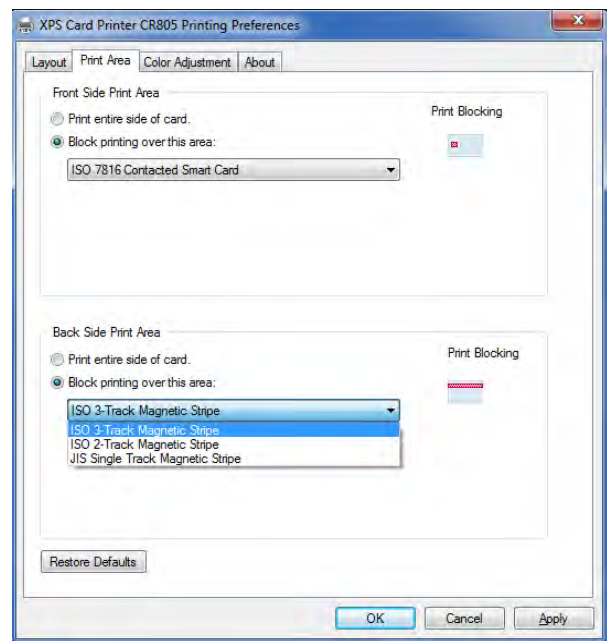 XPS Card Printer CR805 Printing Preferences
Layout Print Area Color Adjustment About
Front Side Print Area
Print entire side of card.
Print Blocking
Block printing over this area:
ISO 7816 Contacted Smart Card
Back Side Print Area
Print entire side of card.
Print Blocking
Block printing over this area:
ISO 3-Track Magnetic Stripe
ISO 3-Track Magnetic Stripe
ISO 2-Track Magnetic Stripe
JIS Single Track Magnetic Stripe
Restore Defaults
OK Cancel Apply